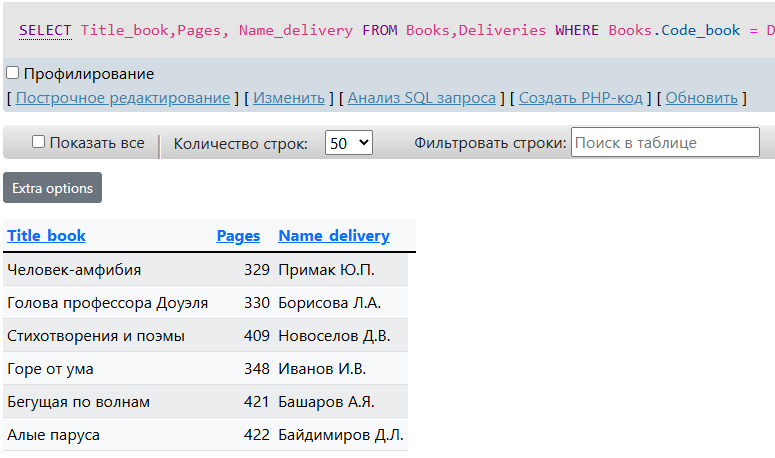 SELECT Title_book,Pages, Name_delivery FROM Books,Deliveries WHERE Books.Code_book = D
Профилирование
[ Построчное редактирование ] [ Изменить ] [ Анализ SQL запроса ] [ Создать PHP-код ] [ Обновить ]
Показать все Количество строк: 50 Фильтровать строки: Поиск в таблице
Extra options
Title_book Pages Name_delivery
Человек-амфибия 329 Примак Ю.П.
Голова профессора Доуэля 330 Борисова Л.А.
Стихотворения и поэмы 409 Новоселов Д.В.
Горе от ума 348 Иванов И.В.
Бегущая по волнам 421 Башаров А.Я.
Алые паруса 422 Байдимиров Д.Л.